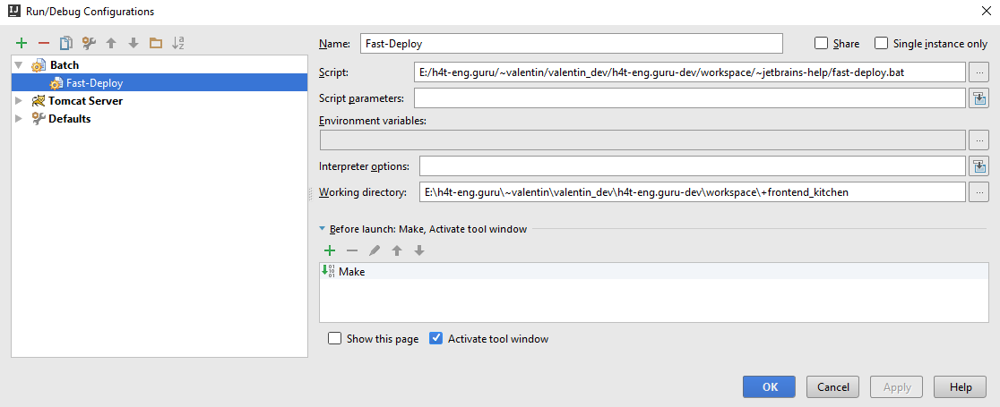 Run/Debug Configurations
Name: Fast-Deploy Share Single instance only
Batch
Fast-Deploy
Tomcat Server
Defaults
Script: E:/h4t-eng.guru/~valentin/valentin_dev/h4t-eng.guru-dev/workspace/~jetbrains-help/fast-deploy.bat ...
Script parameters:
Environment variables:
...
Interpreter options:
Working directory: E:\h4t-eng.guru\~valentin\valentin_dev\h4t-eng.guru-dev\workspace\+frontend_kitchen ...
Before launch: Make, Activate tool window
Make
Show this page Activate tool window
OK Cancel Apply Help